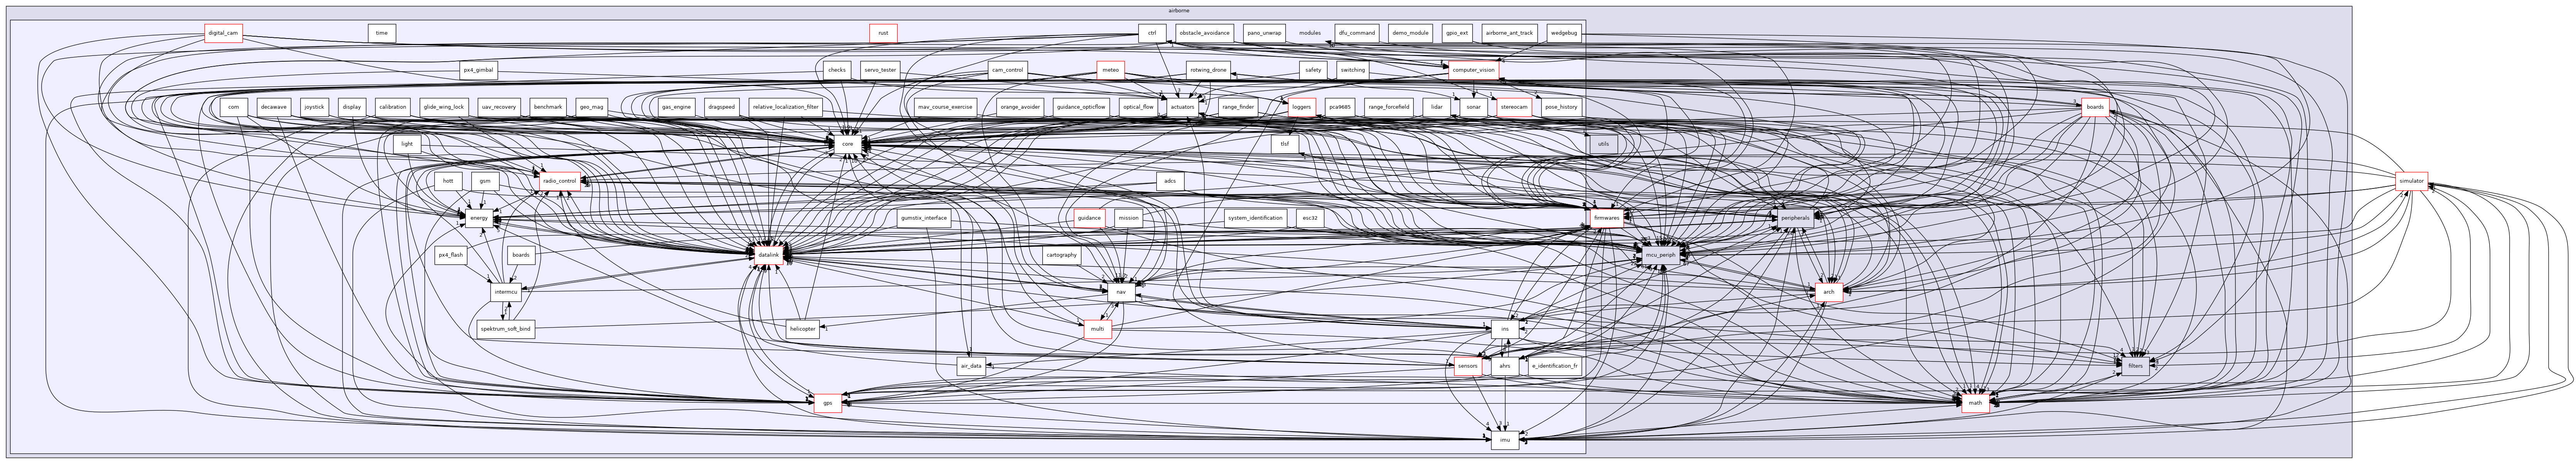 airborne
digital_cam
time
rust
ctrl
obstacle_avoidance
pano_unwrap
modules
dfu_command
demo_module
gpio_ext
airborne_ant_track
wedgebug
px4_gimbal
checks
servo_tester
cam_control
meteo
rotwing_drone
safety
switching
computer_vision
com
decawave
joystick
display
calibration
glide_wing_lock
uav_recovery
benchmark
geo_mag
gas_engine
dragspeed
relative_localization_filter
mav_course_exercise
orange_avoider
guidance_opticflow
optical_flow
actuators
range_finder
loggers
pca9685
range_forcefield
lidar
sonar
stereocam
pose_history
boards
light
core
tlsf
utils
hott
gsm
radio_control
adcs
simulator
energy
gumstix_interface
guidance
mission
system_identification
esc32
firmwares
peripherals
px4_flash
boards
datalink
cartography
mcu_periph
intermcu
nav
arch
spektrum_soft_bind
helicopter
multi
ins
air_data
sensors
ahrs
e_identification_fr
filters
gps
math
imu